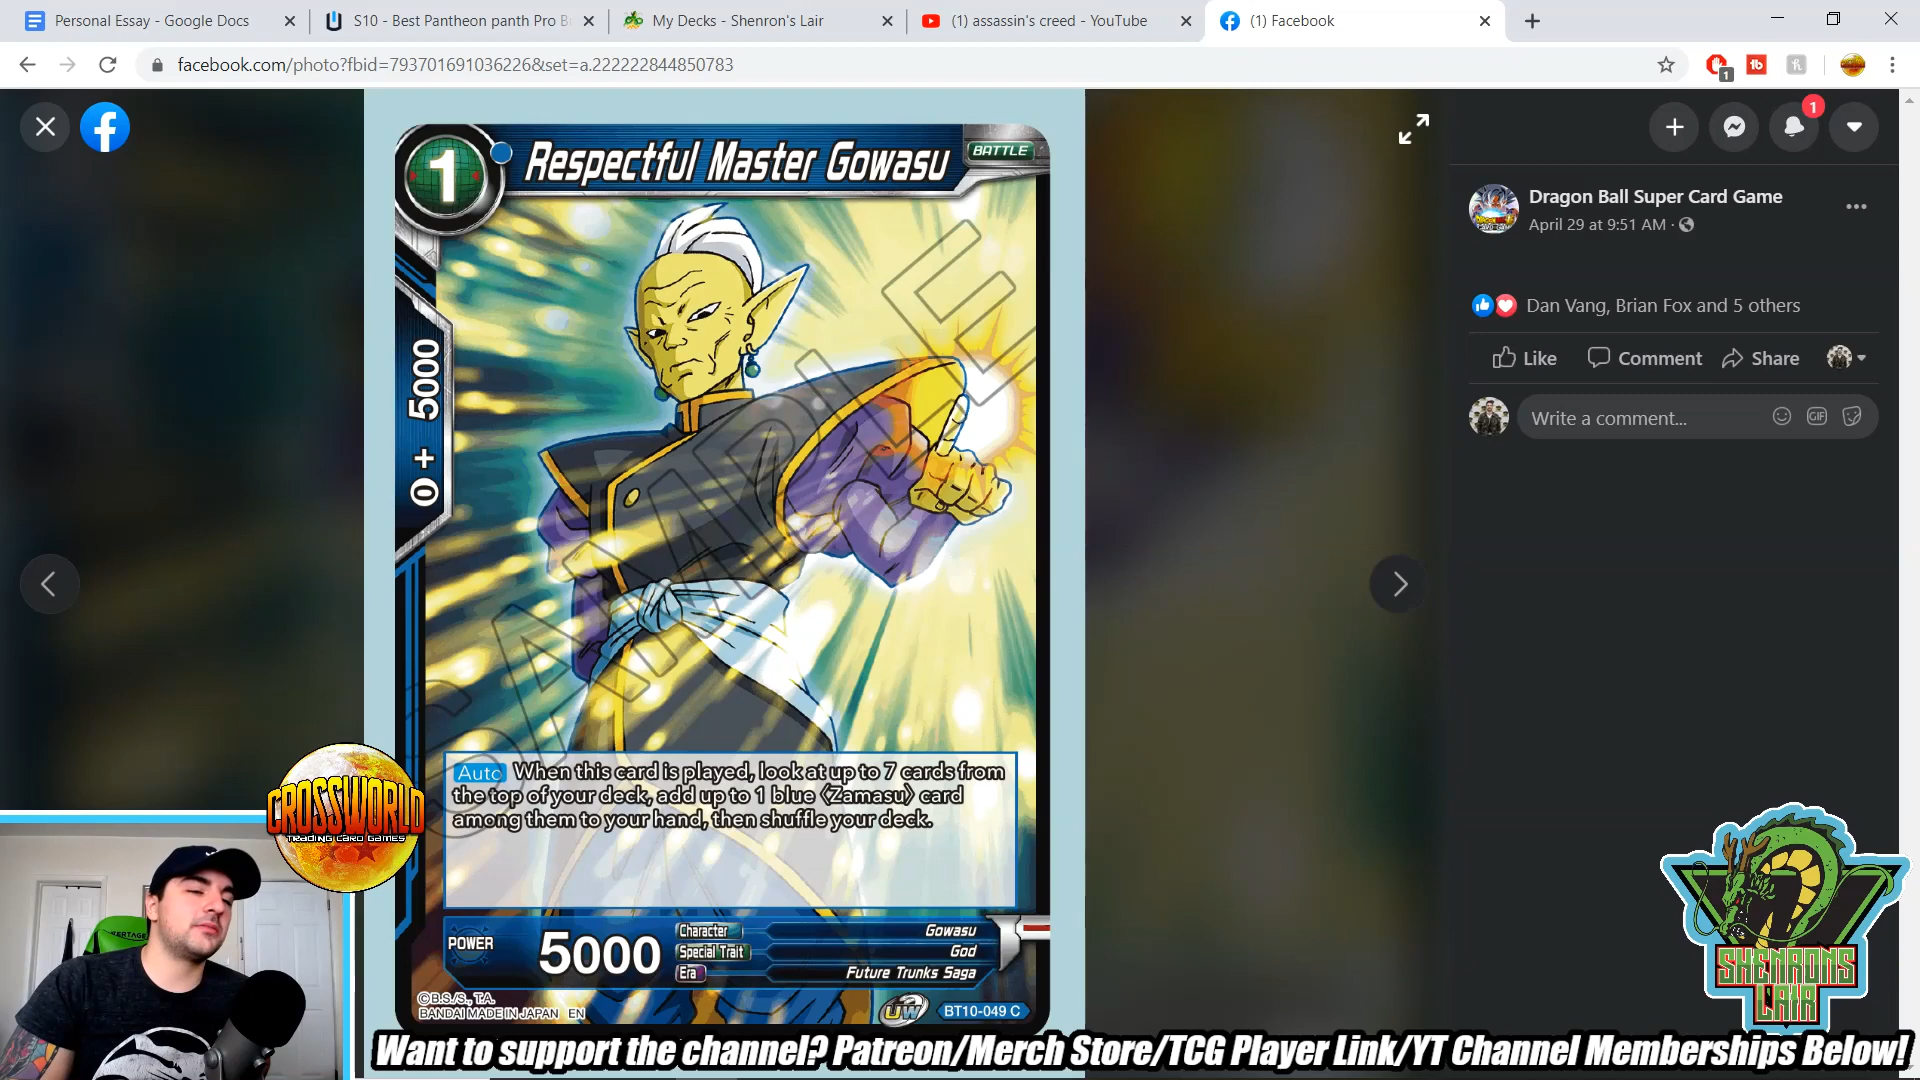 Personal Essay - Google Docs
S10 - Best Pantheon panth Pro B
My Decks - Shenron's Lair
(1) assassin's creed - YouTube
(1) Facebook
facebook.com/photo?fbid=793701691036226&set=a.222222844850783
1
1
Respectful Master Gowasu
BATTLE
1
0 + 5000
SAMPLE
Auto When this card is played, look at up to 7 cards from
the top of your deck, add up to 1 blue 《Zamasu》 card
among them to your hand, then shuffle your deck.
POWER
5000
Character Gowasu
Special Trait God
Era Future Trunks Saga
©B.S./S., T.A.
BANDAI MADE IN JAPAN EN
UW
BT10-049 C
Dragon Ball Super Card Game
April 29 at 9:51 AM ·
Dan Vang, Brian Fox and 5 others
Like Comment Share
Write a comment...
GIF
CROSSWORLD
TRADING CARD GAMES
SHENRONS
LAIR
Want to support the channel? Patreon/Merch Store/TCG Player Link/YT Channel Memberships Below!